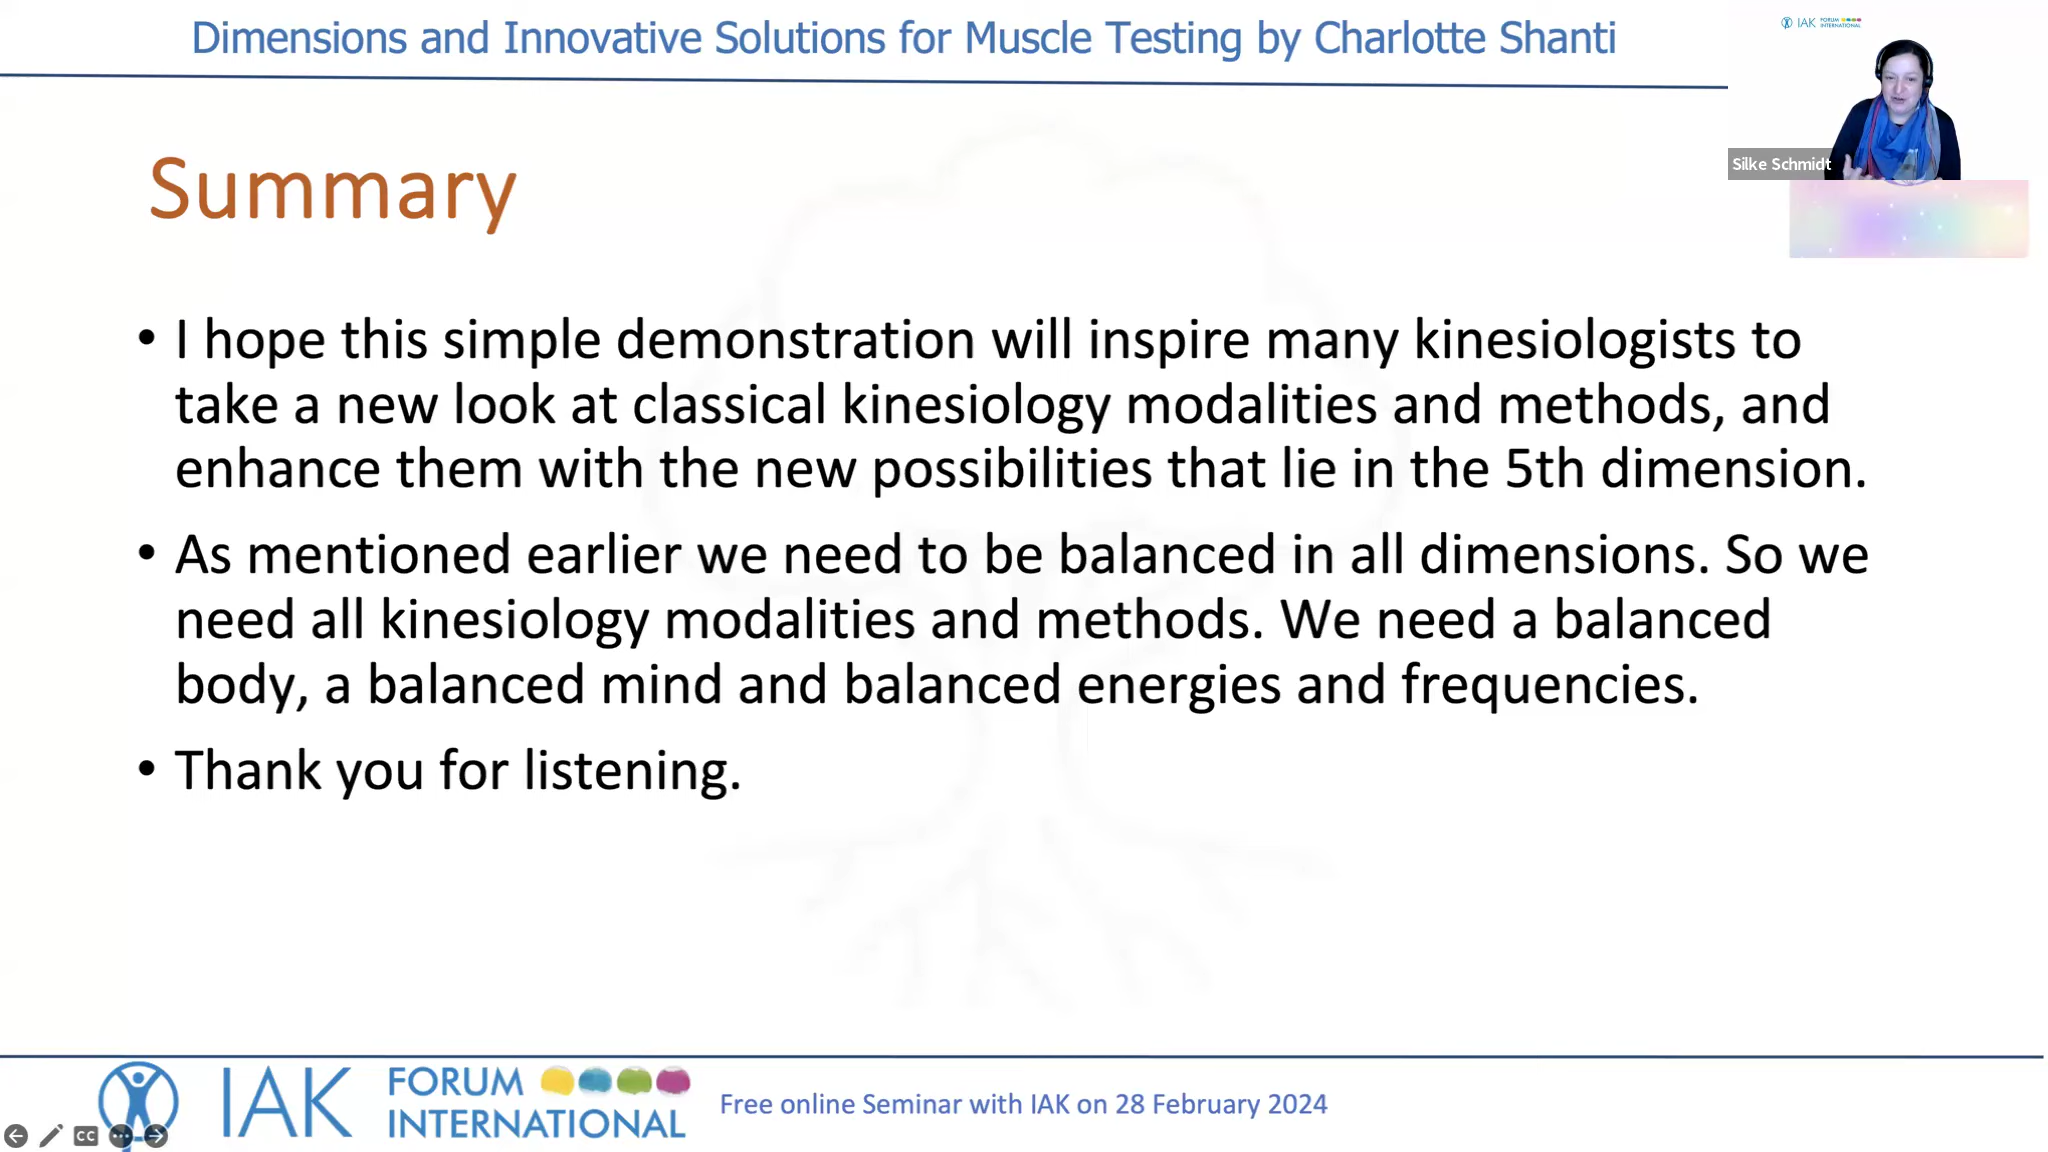 Dimensions and Innovative Solutions for Muscle Testing by Charlotte Shanti
IAK FORUM INTERNATIONAL
Silke Schmidt
Summary
• I hope this simple demonstration will inspire many kinesiologists to
take a new look at classical kinesiology modalities and methods, and
enhance them with the new possibilities that lie in the 5th dimension.
• As mentioned earlier we need to be balanced in all dimensions. So we
need all kinesiology modalities and methods. We need a balanced
body, a balanced mind and balanced energies and frequencies.
• Thank you for listening.
IAK
FORUM
INTERNATIONAL
Free online Seminar with IAK on 28 February 2024
CC